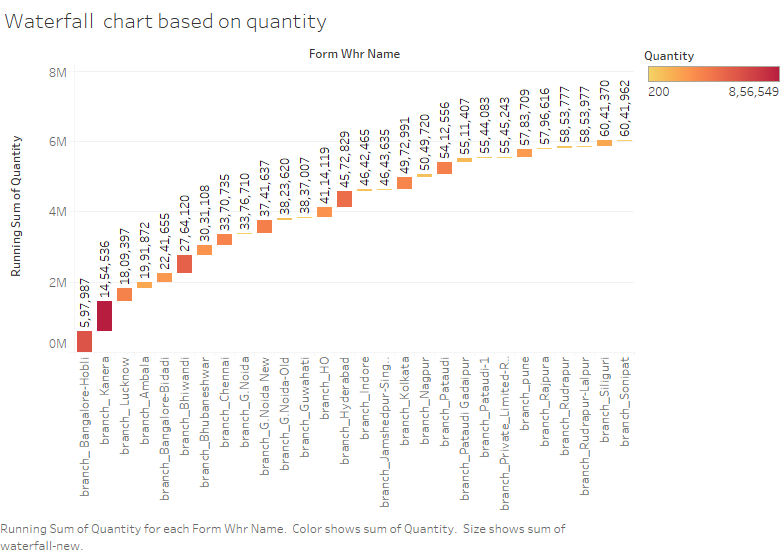 Waterfall chart based on quantity
Form Whr Name
Quantity
200 8,56,549
Running Sum of Quantity
8M
6M
4M
2M
0M
5,97,987
14,54,536
18,09,397
19,91,872
22,41,655
27,64,120
30,31,108
33,70,735
33,76,710
37,41,637
38,23,620
38,37,007
41,14,119
45,72,829
46,42,465
46,43,635
49,72,991
50,49,720
54,12,556
55,11,407
55,44,083
55,45,243
57,83,709
57,96,616
58,53,777
58,53,977
60,41,370
60,41,962
branch_ Bangalore-Hobli
branch_ Kanera
branch_ Lucknow
branch_Ambala
branch_Bangalore-Bidadi
branch_Bhiwandi
branch_Bhubaneshwar
branch_Chennai
branch_G.Noida
branch_G.Noida New
branch_G.Noida-Old
branch_Guwahati
branch_HO
branch_Hyderabad
branch_Indore
branch_Jamshedpur-Sing..
branch_Kolkata
branch_Nagpur
branch_Pataudi
branch_Pataudi Gadaipur
branch_Pataudi-1
branch_Private_Limited-R..
branch_pune
branch_Rajpura
branch_Rudrapur
branch_Rudrapur-Lalpur
branch_Siliguri
branch_Sonipat
Running Sum of Quantity for each Form Whr Name. Color shows sum of Quantity. Size shows sum of
waterfall-new.